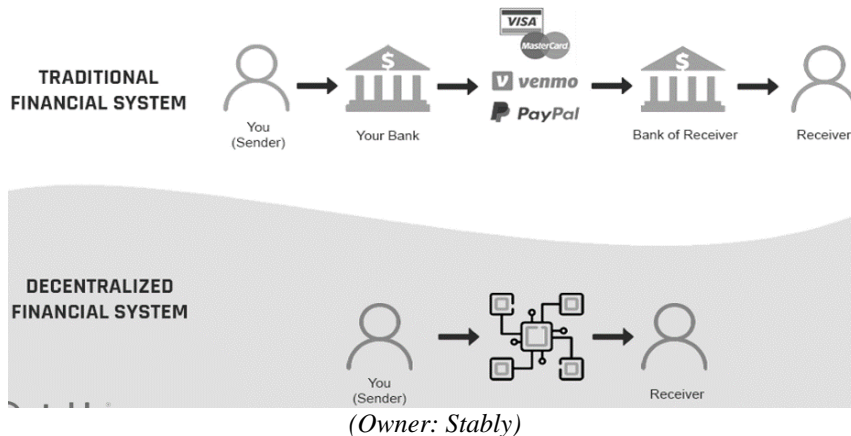 VISA
MasterCard
TRADITIONAL
FINANCIAL SYSTEM
$
$
venmo
PayPal
You
(Sender)
Your Bank
Bank of Receiver
Receiver
DECENTRALIZED
FINANCIAL SYSTEM
You
(Sender)
Receiver
(Owner: Stably)